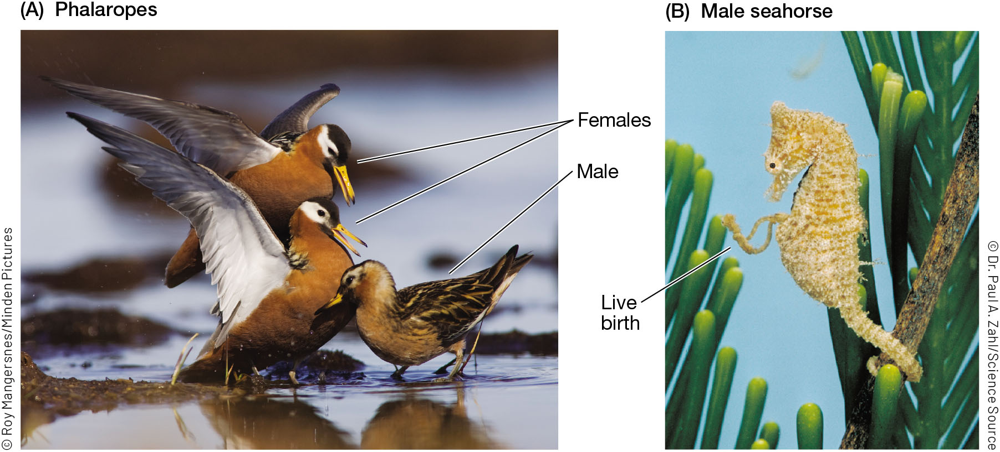 (A) Phalaropes
(B) Male seahorse
Females
Male
Live
birth
© Roy Mangersnes/Minden Pictures
© Dr. Paul A. Zahl/Science Source